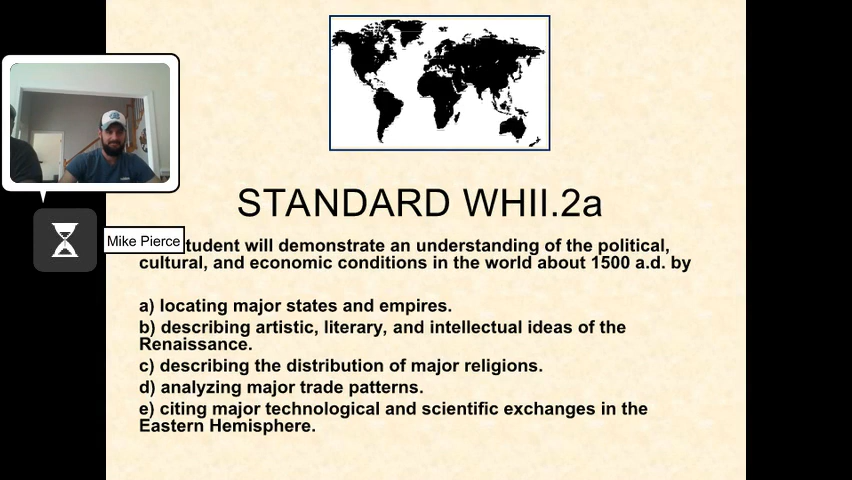 STANDARD WHII.2a
Mike Pierce
tudent will demonstrate an understanding of the political,
cultural, and economic conditions in the world about 1500 a.d. by
a) locating major states and empires.
b) describing artistic, literary, and intellectual ideas of the
Renaissance.
c) describing the distribution of major religions.
d) analyzing major trade patterns.
e) citing major technological and scientific exchanges in the
Eastern Hemisphere.